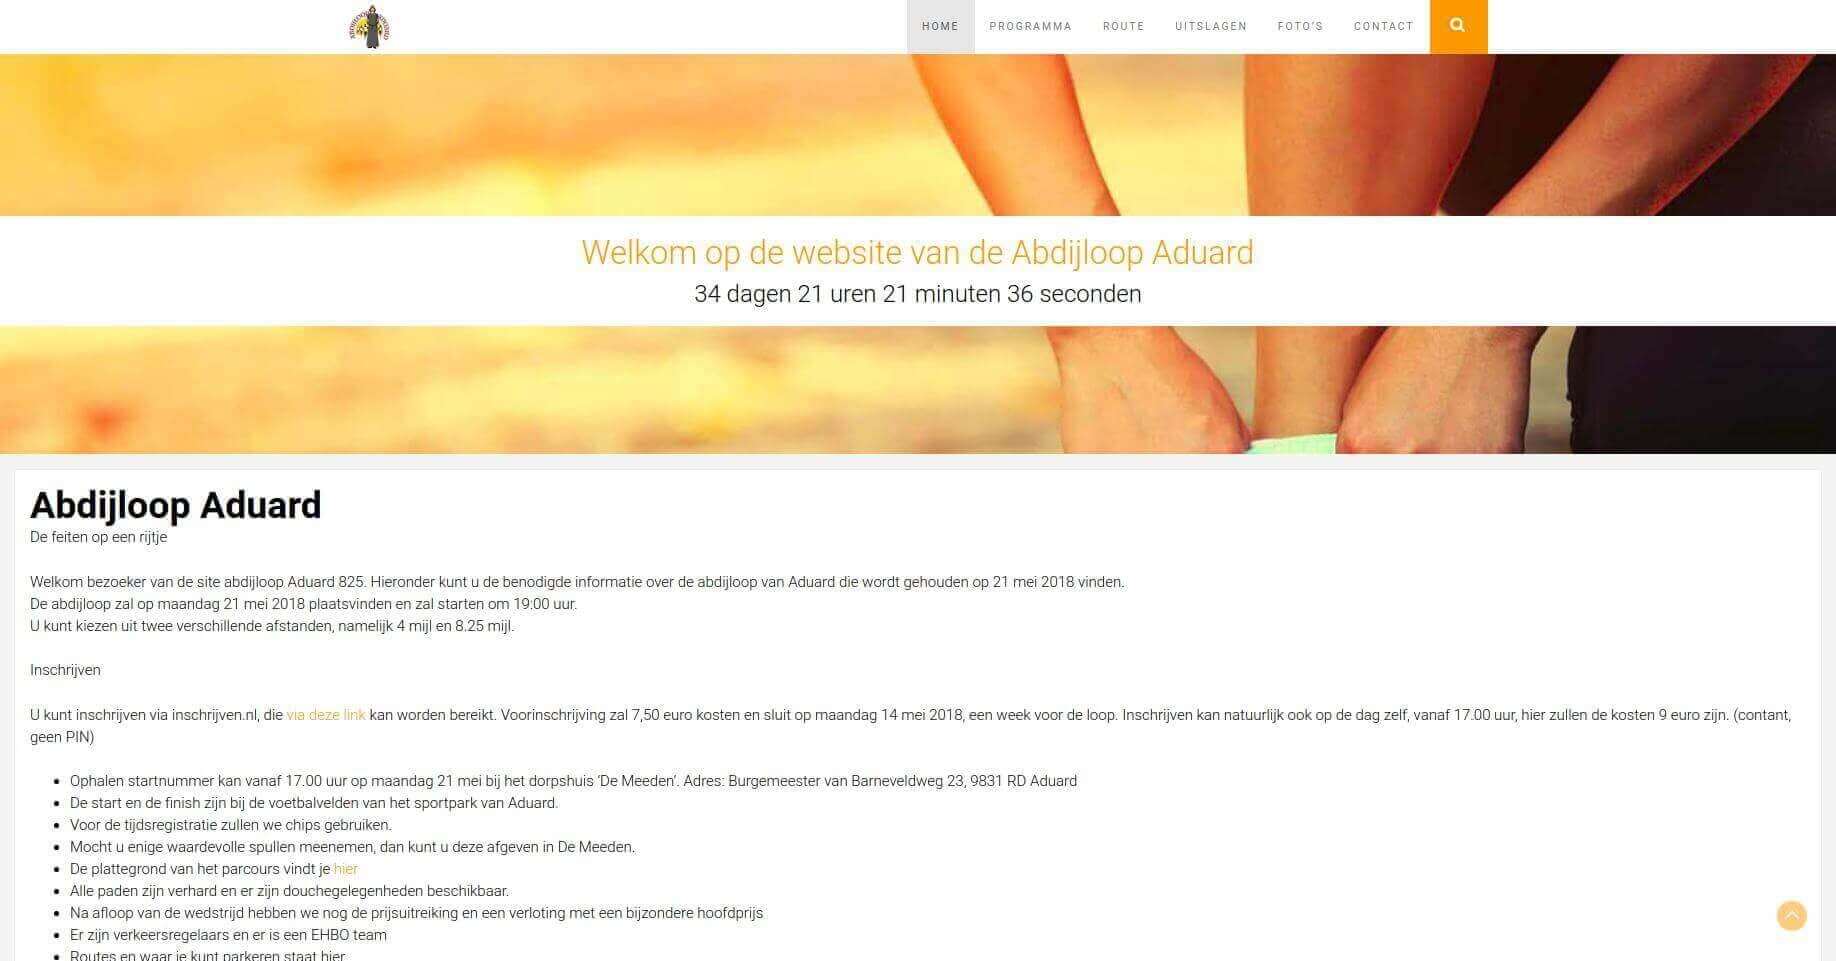 HOME PROGRAMMA ROUTE UITSLAGEN FOTO'S CONTACT
Welkom op de website van de Abdijloop Aduard
34 dagen 21 uren 21 minuten 36 seconden
Abdijloop Aduard
De feiten op een rijtje
Welkom bezoeker van de site abdijloop Aduard 825. Hieronder kunt u de benodigde informatie over de abdijloop van Aduard die wordt gehouden op 21 mei 2018 vinden.
De abdijloop zal op maandag 21 mei 2018 plaatsvinden en zal starten om 19:00 uur.
U kunt kiezen uit twee verschillende afstanden, namelijk 4 mijl en 8.25 mijl.
Inschrijven
U kunt inschrijven via inschrijven.nl, die via deze link kan worden bereikt. Voorinschrijving zal 7,50 euro kosten en sluit op maandag 14 mei 2018, een week voor de loop. Inschrijven kan natuurlijk ook op de dag zelf, vanaf 17.00 uur, hier zullen de kosten 9 euro zijn. (contant,
geen PIN)
• Ophalen startnummer kan vanaf 17.00 uur op maandag 21 mei bij het dorpshuis ‘De Meeden’. Adres: Burgemeester van Barneveldweg 23, 9831 RD Aduard
• De start en de finish zijn bij de voetbalvelden van het sportpark van Aduard.
• Voor de tijdsregistratie zullen we chips gebruiken.
• Mocht u enige waardevolle spullen meenemen, dan kunt u deze afgeven in De Meeden.
• De plattegrond van het parcours vindt je hier
• Alle paden zijn verhard en er zijn douchegelegenheden beschikbaar.
• Na afloop van de wedstrijd hebben we nog de prijsuitreiking en een verloting met een bijzondere hoofdprijs
• Er zijn verkeersregelaars en er is een EHBO team
• Routes en waar je kunt parkeren staat hier